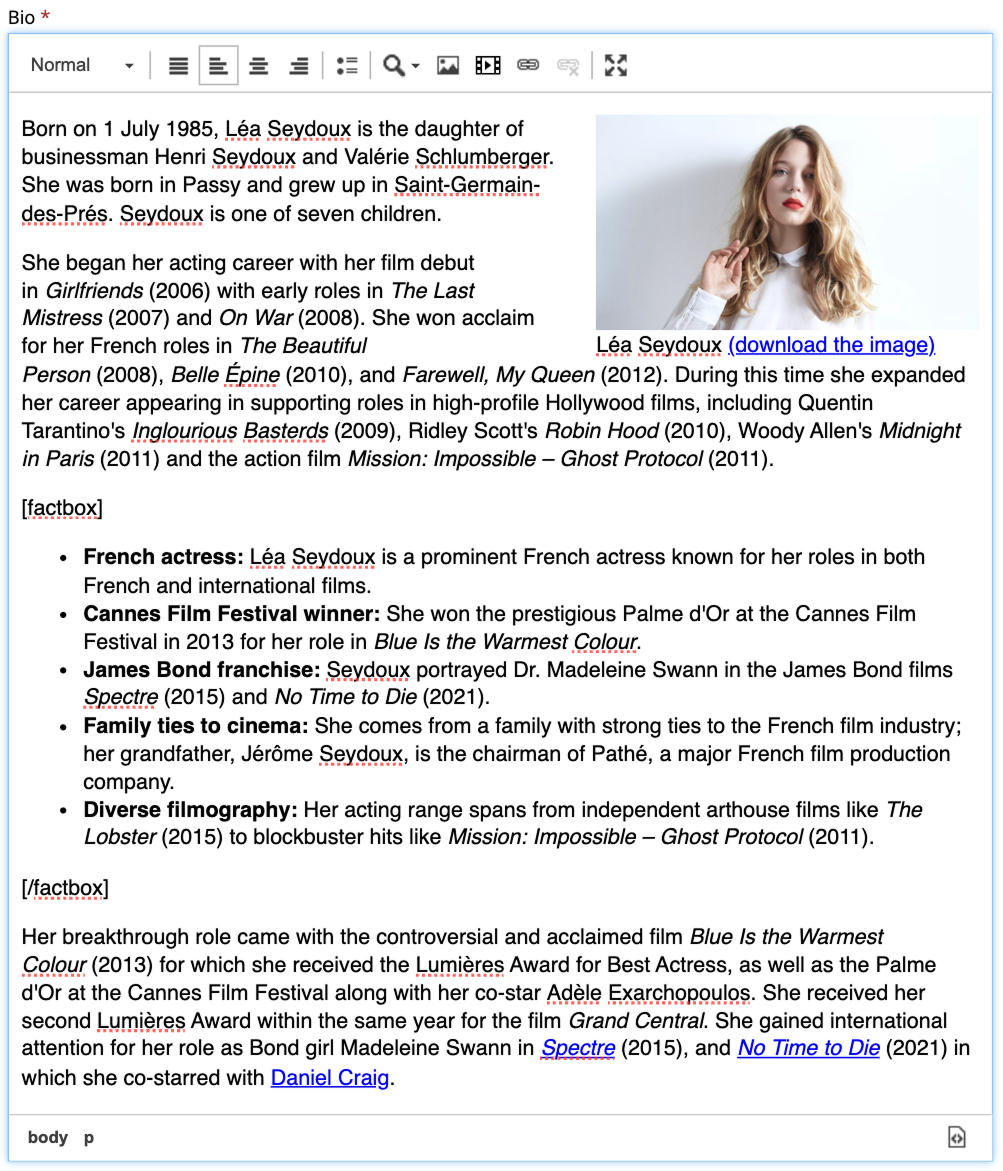 Bio *
Normal
Born on 1 July 1985, Léa Seydoux is the daughter of
businessman Henri Seydoux and Valérie Schlumberger.
She was born in Passy and grew up in Saint-Germain-
des-Prés. Seydoux is one of seven children.
She began her acting career with her film debut
in Girlfriends (2006) with early roles in The Last
Mistress (2007) and On War (2008). She won acclaim
for her French roles in The Beautiful
Léa Seydoux (download the image)
Person (2008), Belle Épine (2010), and Farewell, My Queen (2012). During this time she expanded
her career appearing in supporting roles in high-profile Hollywood films, including Quentin
Tarantino's Inglourious Basterds (2009), Ridley Scott's Robin Hood (2010), Woody Allen's Midnight
in Paris (2011) and the action film Mission: Impossible – Ghost Protocol (2011).
[factbox]
• French actress: Léa Seydoux is a prominent French actress known for her roles in both
French and international films.
• Cannes Film Festival winner: She won the prestigious Palme d'Or at the Cannes Film
Festival in 2013 for her role in Blue Is the Warmest Colour.
• James Bond franchise: Seydoux portrayed Dr. Madeleine Swann in the James Bond films
Spectre (2015) and No Time to Die (2021).
• Family ties to cinema: She comes from a family with strong ties to the French film industry;
her grandfather, Jérôme Seydoux, is the chairman of Pathé, a major French film production
company.
• Diverse filmography: Her acting range spans from independent arthouse films like The
Lobster (2015) to blockbuster hits like Mission: Impossible – Ghost Protocol (2011).
[/factbox]
Her breakthrough role came with the controversial and acclaimed film Blue Is the Warmest
Colour (2013) for which she received the Lumières Award for Best Actress, as well as the Palme
d'Or at the Cannes Film Festival along with her co-star Adèle Exarchopoulos. She received her
second Lumières Award within the same year for the film Grand Central. She gained international
attention for her role as Bond girl Madeleine Swann in Spectre (2015), and No Time to Die (2021) in
which she co-starred with Daniel Craig.
body p